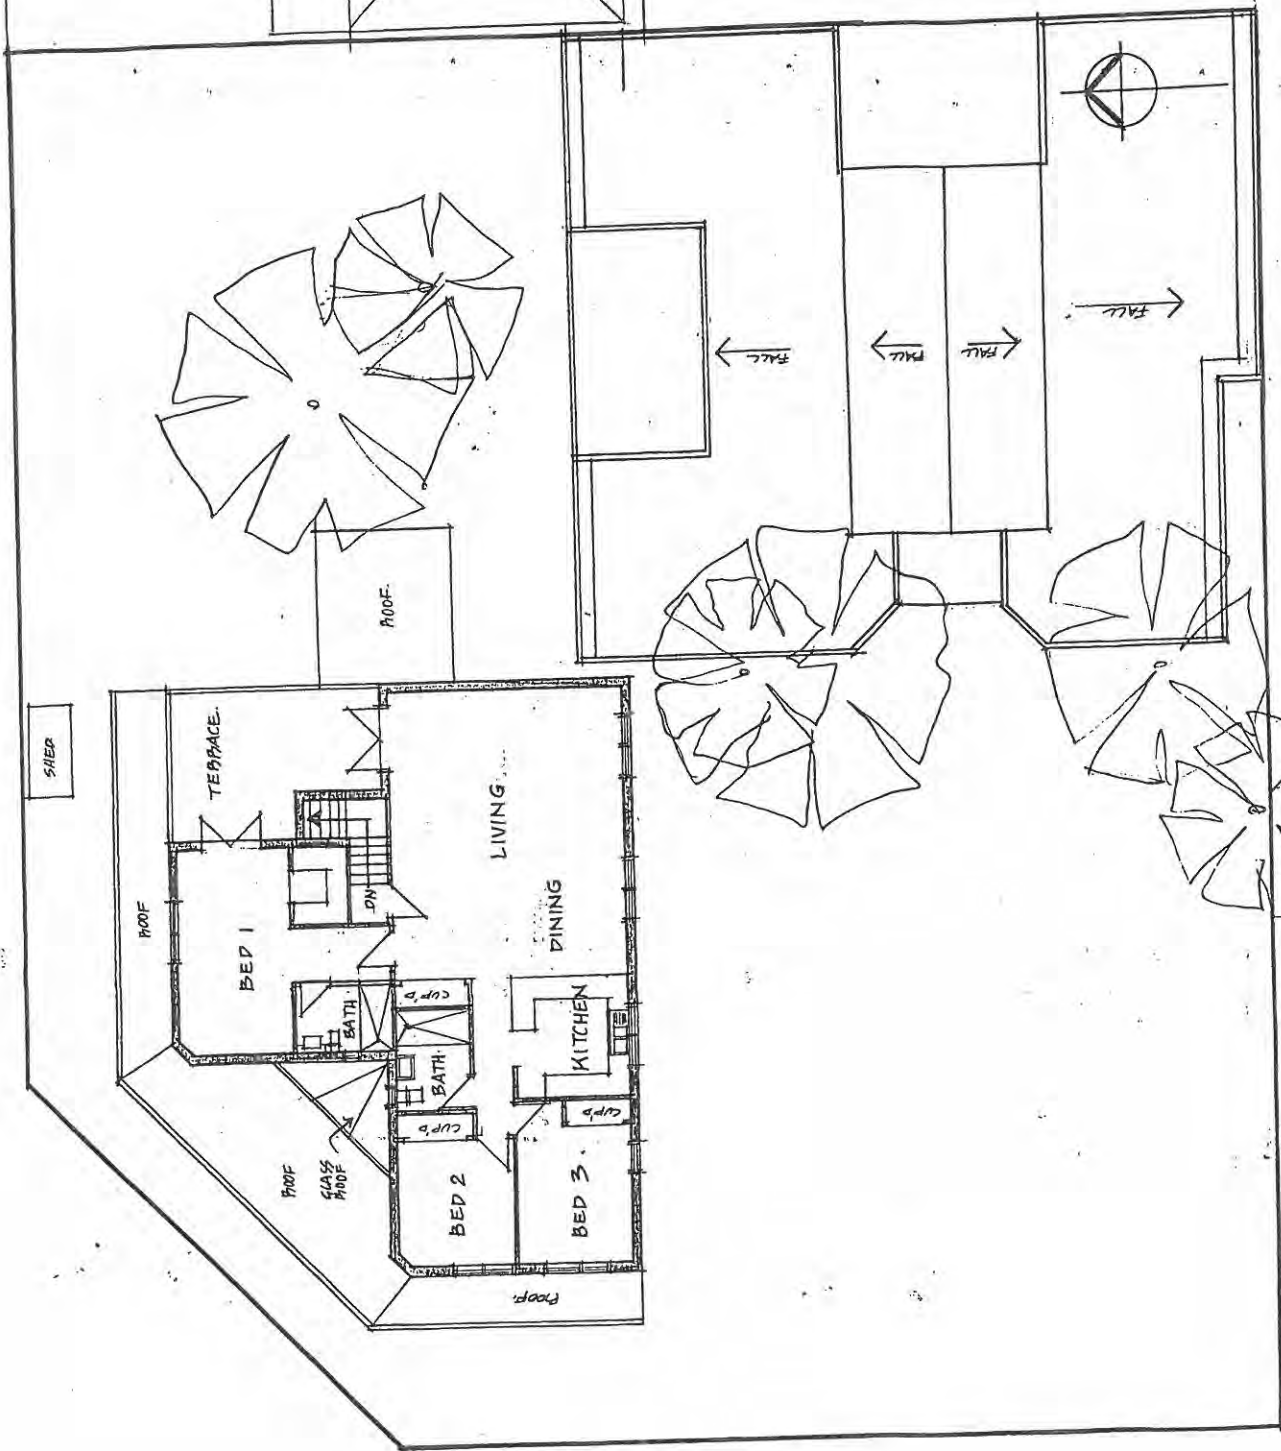 SHED
ROOF
TERRACE.
ROOF.
BED 1
DN
LIVING
DINING
BATH
CUP'D
BATH.
KITCHEN
CUP'D
CUP'D
BED 2
BED 3.
ROOF
GLASS
ROOF
ROOF.
FALL
FALL
FALL
FALL